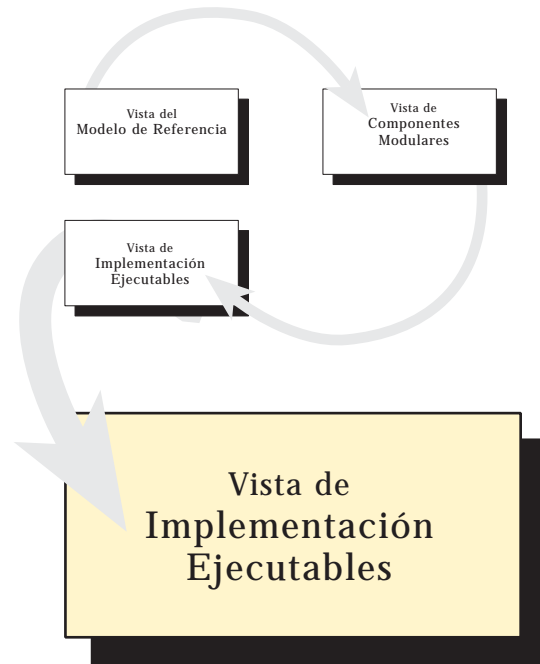 Vista del
Modelo de Referencia
Vista de
Componentes
Modulares
Vista de
Implementación
Ejecutables
Vista de
Implementación
Ejecutables